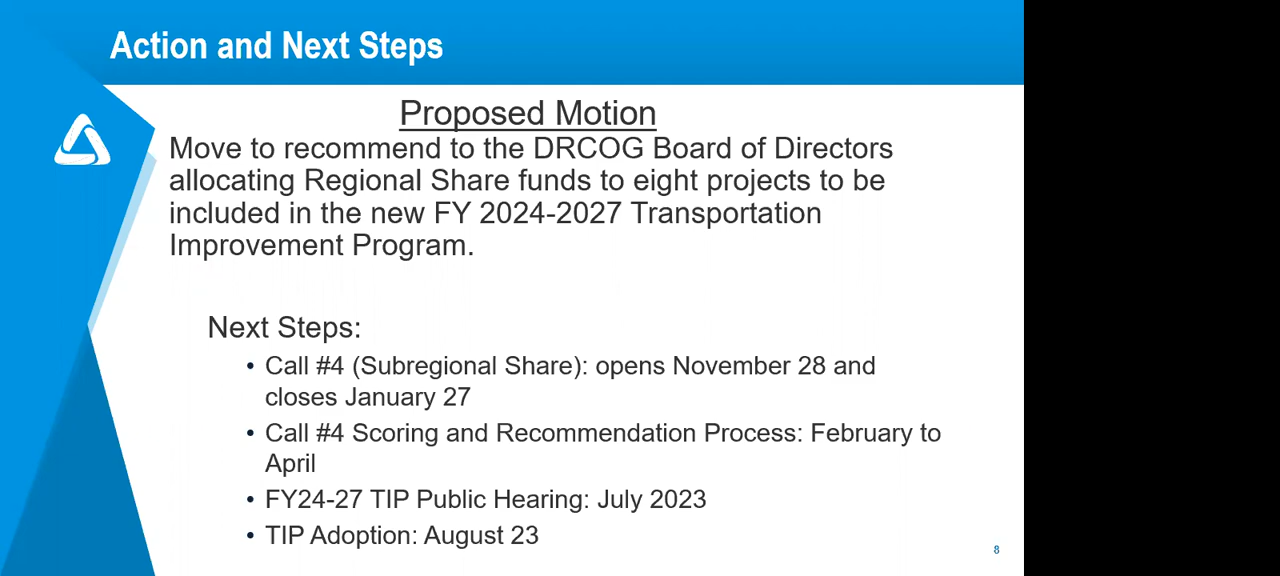 Action and Next Steps
Proposed Motion
Move to recommend to the DRCOG Board of Directors
allocating Regional Share funds to eight projects to be
included in the new FY 2024-2027 Transportation
Improvement Program.
Next Steps:
• Call #4 (Subregional Share): opens November 28 and
closes January 27
• Call #4 Scoring and Recommendation Process: February to
April
• FY24-27 TIP Public Hearing: July 2023
• TIP Adoption: August 23
8